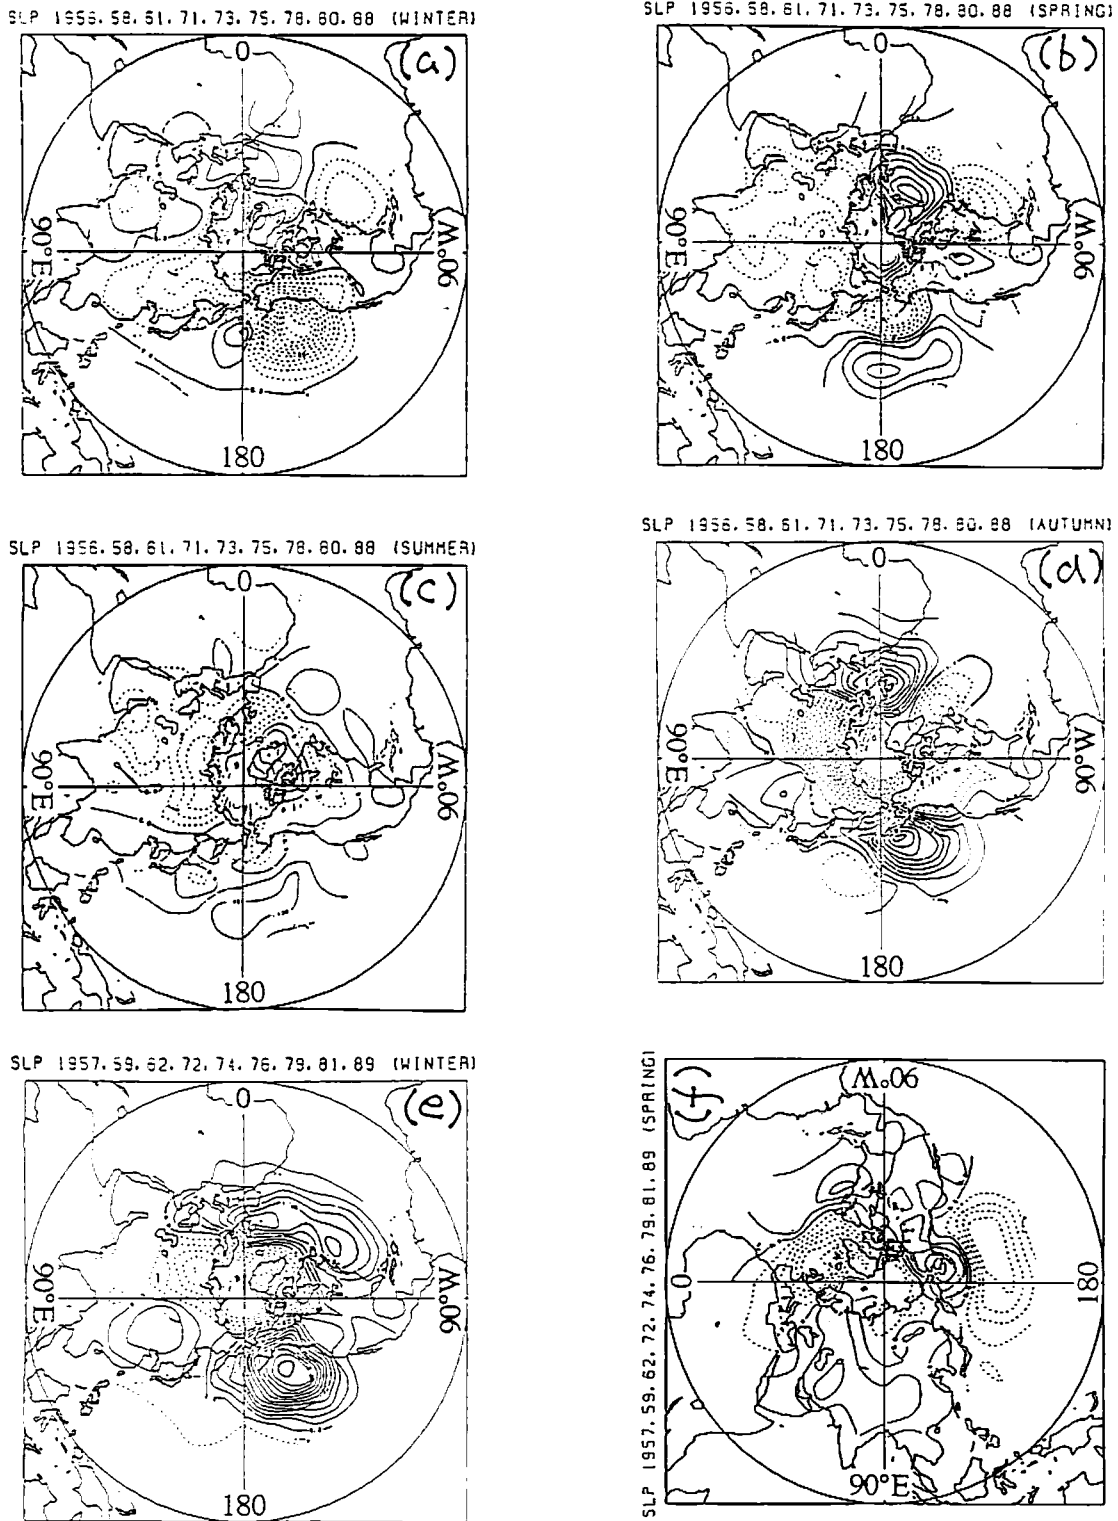 SLP 1956.58.61.71.73.75.78.80.88 (WINTER)
(a)
0
90°E
90°W
180
SLP 1956.58.61.71.73.75.78.80.88 (SPRING)
(b)
0
90°E
90°W
180
SLP 1956.58.61.71.73.75.78.80.88 (SUMMER)
(c)
0
90°E
90°W
180
SLP 1956.58.61.71.73.75.78.80.88 (AUTUMN)
(d)
0
90°E
90°W
180
SLP 1957.59.62.72.74.76.79.81.89 (WINTER)
(e)
0
90°E
90°W
180
SLP 1957.59.62.72.74.76.79.81.89 (SPRING)
(f)
90°W
0
180
90°E